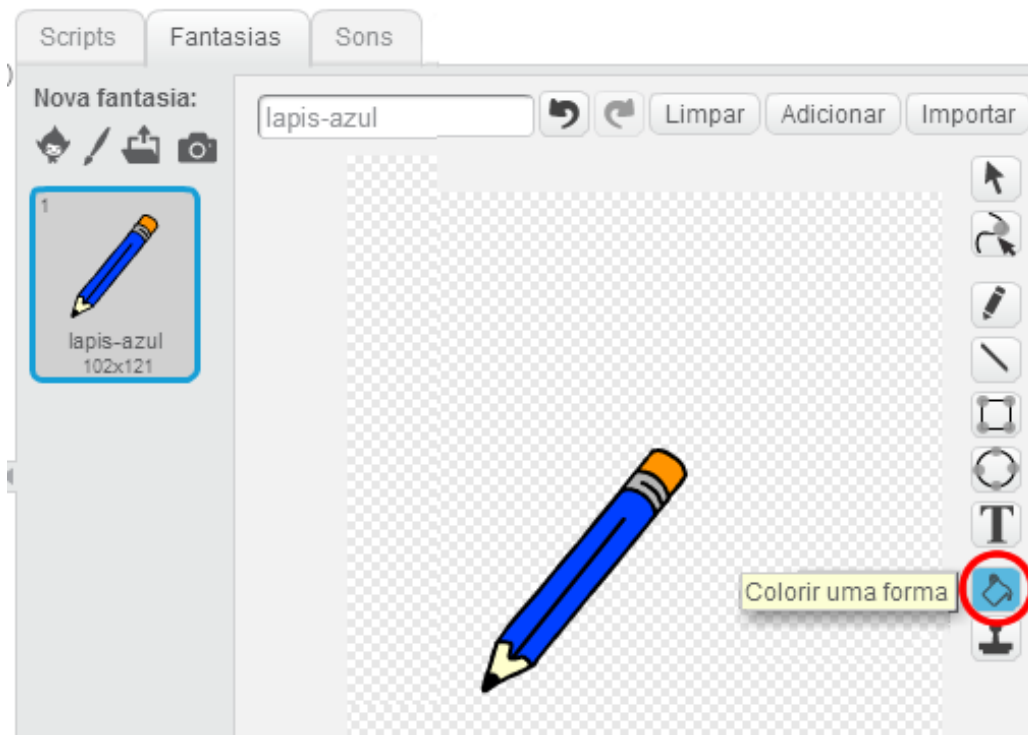 Scripts
Fantasias
Sons
Nova fantasia:
lapis-azul
Limpar
Adicionar
Importar
1
lapis-azul
102x121
T
Colorir uma forma